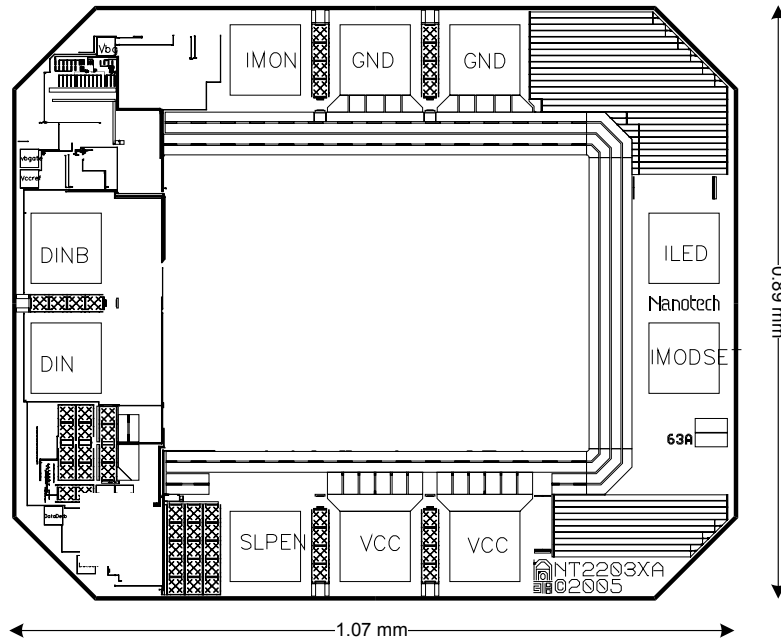 Vbg
IMON
GND
GND
vbgate
Vccref
DINB
ILED
Nanotech
DIN
IMODSET
63A
0.89 mm
SLPEN
VCC
VCC
NT2203XA
©2005
1.07 mm